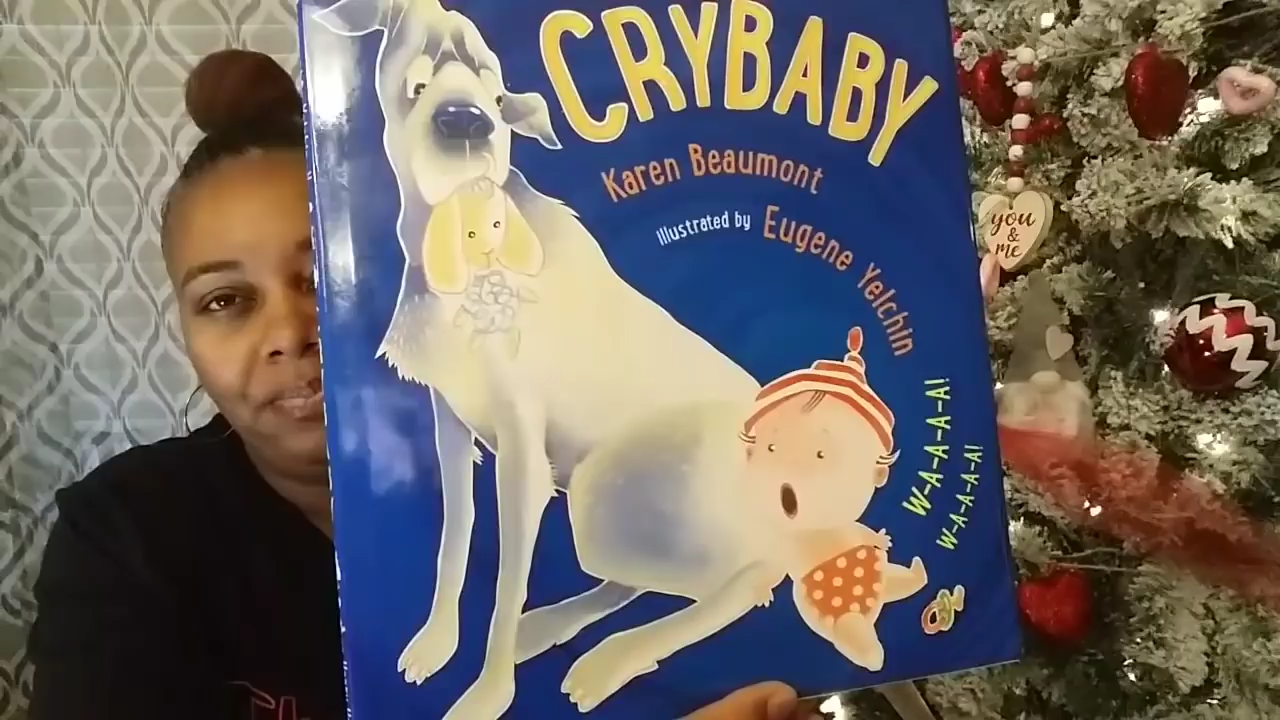 CRYBABY
Karen Beaumont
Illustrated by Eugene Yelchin
W-A-A-A-A!
W-A-A-A-A!
you
&
me